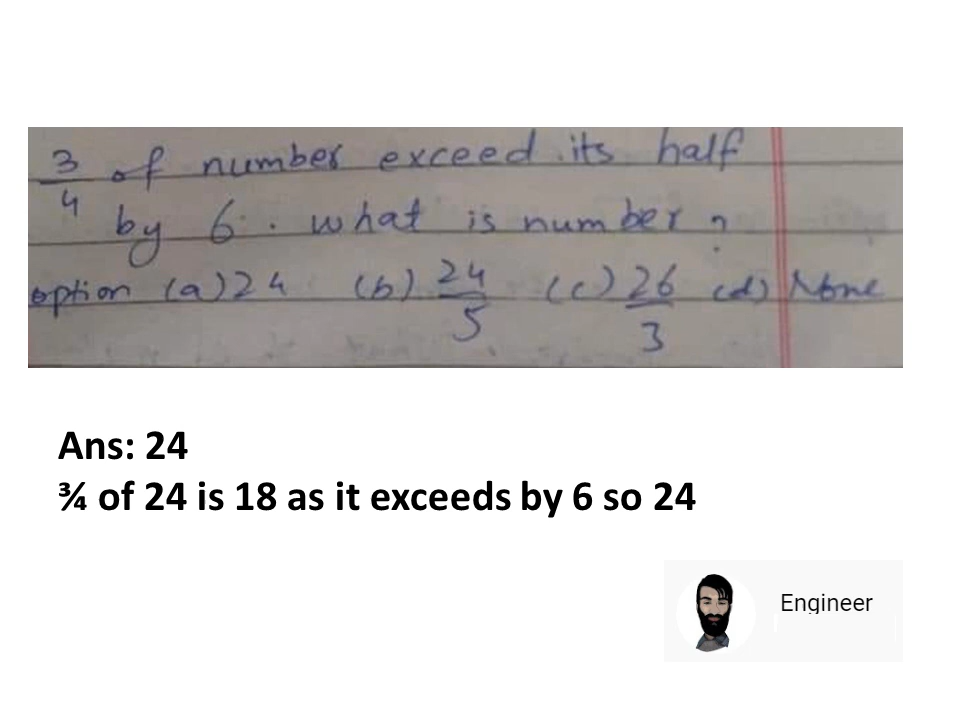 3/4 of number exceed its half
by 6. what is number?
option (a) 24 (b) 24/5 (c) 26/3 (d) None
Ans: 24
¾ of 24 is 18 as it exceeds by 6 so 24
Engineer